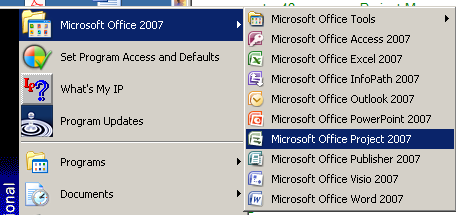 Microsoft Office 2007
Set Program Access and Defaults
What's My IP
Program Updates
Programs
Documents
ional
Microsoft Office Tools
Microsoft Office Access 2007
Microsoft Office Excel 2007
Microsoft Office InfoPath 2007
Microsoft Office Outlook 2007
Microsoft Office PowerPoint 2007
Microsoft Office Project 2007
Microsoft Office Publisher 2007
Microsoft Office Visio 2007
Microsoft Office Word 2007